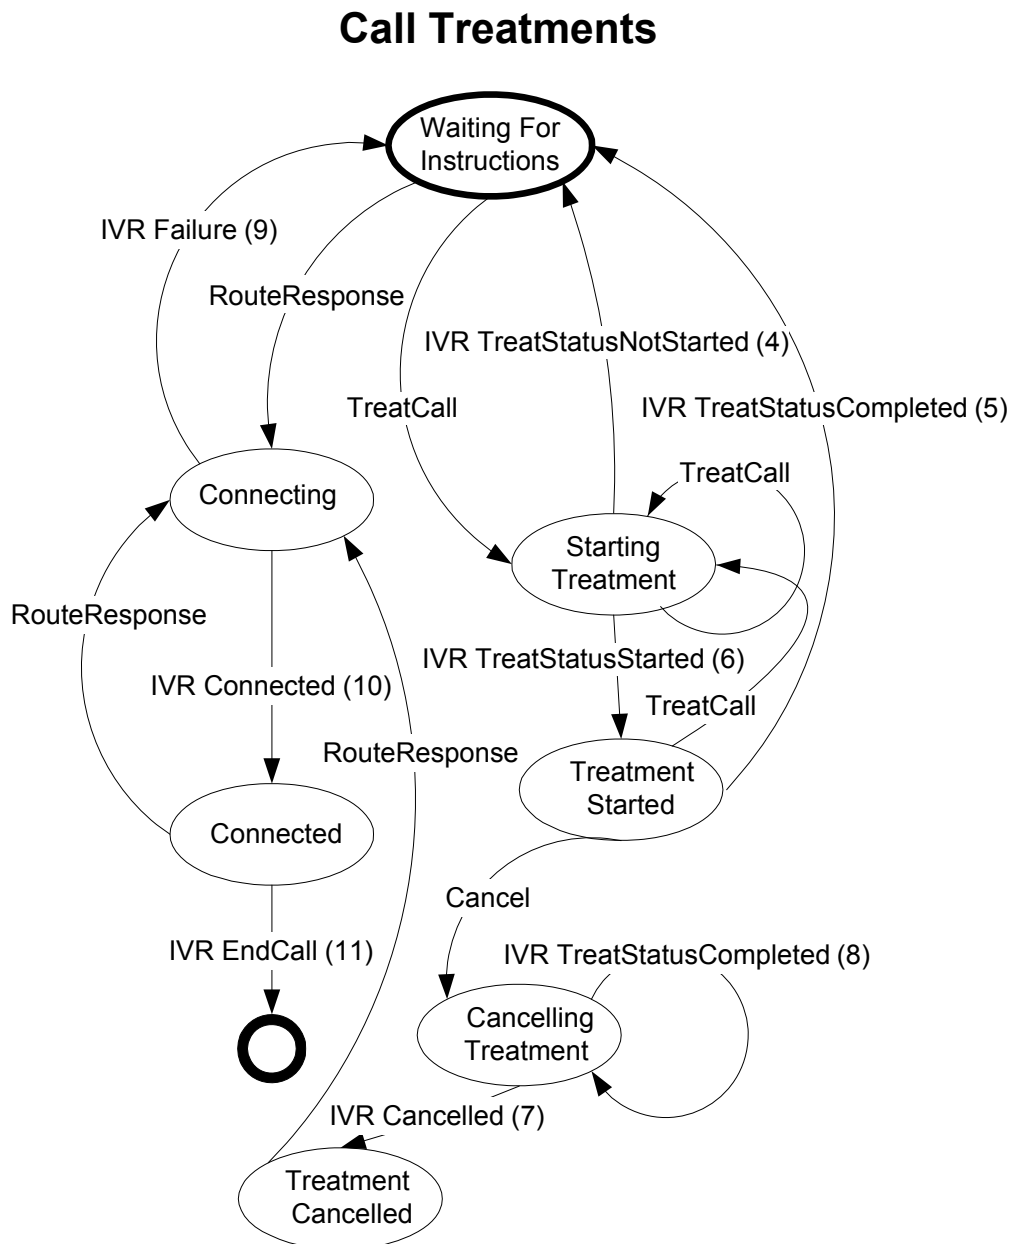 Call Treatments
Waiting For
Instructions
IVR Failure (9)
RouteResponse
IVR TreatStatusNotStarted (4)
TreatCall
IVR TreatStatusCompleted (5)
TreatCall
Connecting
Starting
Treatment
RouteResponse
IVR TreatStatusStarted (6)
IVR Connected (10)
TreatCall
RouteResponse
Treatment
Started
Connected
Cancel
IVR EndCall (11)
IVR TreatStatusCompleted (8)
Cancelling
Treatment
IVR Cancelled (7)
Treatment
Cancelled